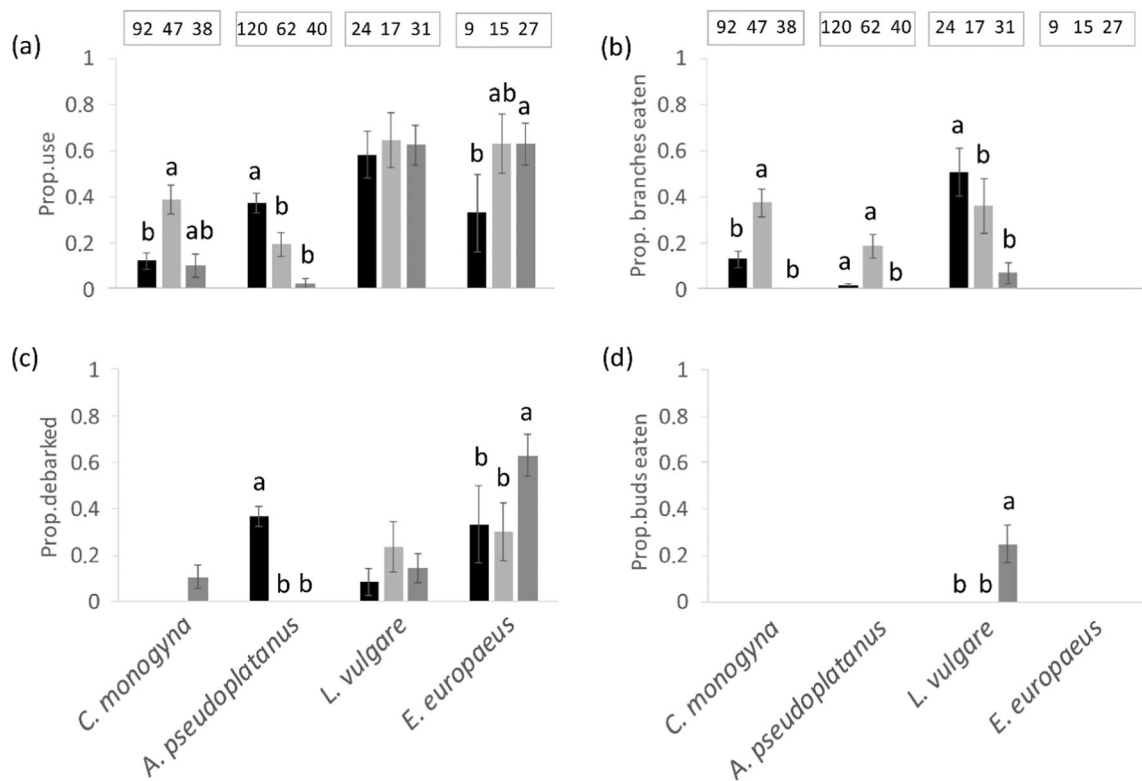 (a)
92 47 38
120 62 40
24 17 31
9 15 27
Prop.use
1
0.8
0.6
0.4
0.2
0
b
a
ab
a
b
b
b
ab
a
(b)
92 47 38
120 62 40
24 17 31
9 15 27
Prop. branches eaten
1
0.8
0.6
0.4
0.2
0
b
a
b
a
a
b
a
b
b
(c)
Prop.debarked
1
0.8
0.6
0.4
0.2
0
a
b b
b
b
a
C. monogyna
A. pseudoplatanus
L. vulgare
E. europaeus
(d)
Prop.buds eaten
1
0.8
0.6
0.4
0.2
0
b b
a
C. monogyna
A. pseudoplatanus
L. vulgare
E. europaeus